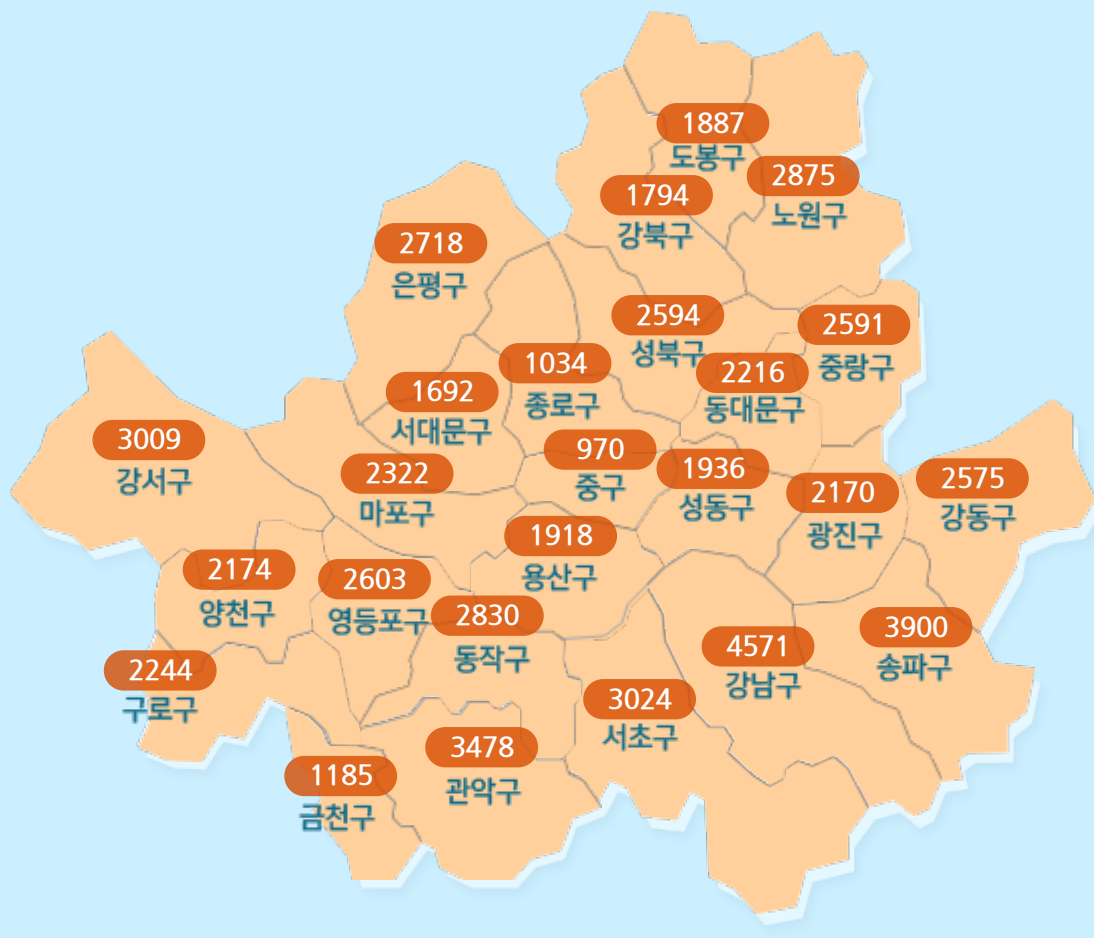 1887
도봉구
2875
노원구
1794
강북구
2718
은평구
2594
성북구
2591
중랑구
1034
종로구
2216
동대문구
1692
서대문구
3009
강서구
2322
마포구
970
중구
1936
성동구
2170
광진구
2575
강동구
1918
용산구
2174
양천구
2603
영등포구
2830
동작구
4571
강남구
3900
송파구
2244
구로구
3024
서초구
3478
관악구
1185
금천구